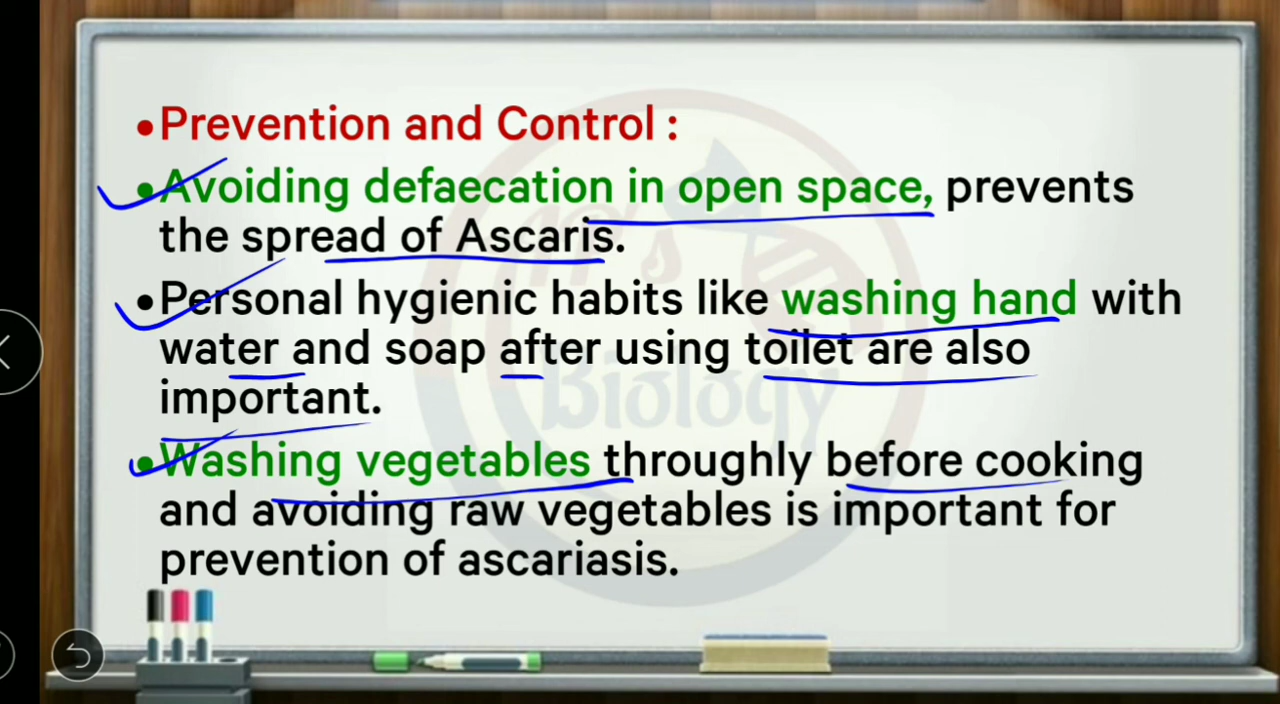 •Prevention and Control :
•Avoiding defaecation in open space, prevents
the spread of Ascaris.
•Personal hygienic habits like washing hand with
water and soap after using toilet are also
important.
•Washing vegetables throughly before cooking
and avoiding raw vegetables is important for
prevention of ascariasis.
Biology